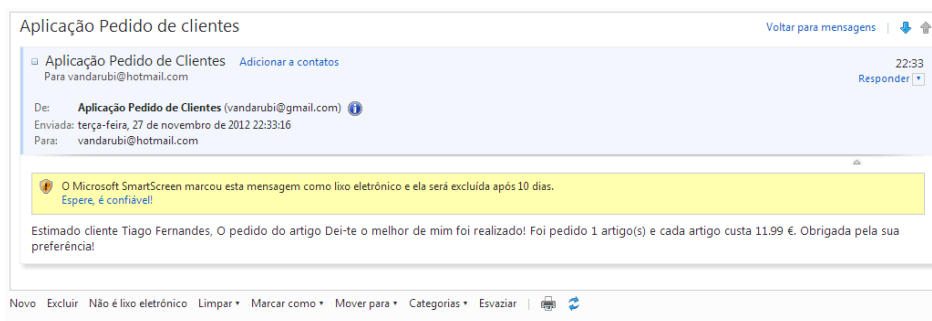 Aplicação Pedido de clientes
Voltar para mensagens
Aplicação Pedido de Clientes Adicionar a contatos 22:33
Para vandarubi@hotmail.com Responder
De: Aplicação Pedido de Clientes (vandarubi@gmail.com)
Enviada: terça-feira, 27 de novembro de 2012 22:33:16
Para: vandarubi@hotmail.com
O Microsoft SmartScreen marcou esta mensagem como lixo eletrônico e ela será excluída após 10 dias.
Espere, é confiável!
Estimado cliente Tiago Fernandes, O pedido do artigo Dei-te o melhor de mim foi realizado! Foi pedido 1 artigo(s) e cada artigo custa 11.99 €. Obrigada pela sua
preferência!
Novo Excluir Não é lixo eletrônico Limpar Marcar como Mover para Categorias Esvaziar